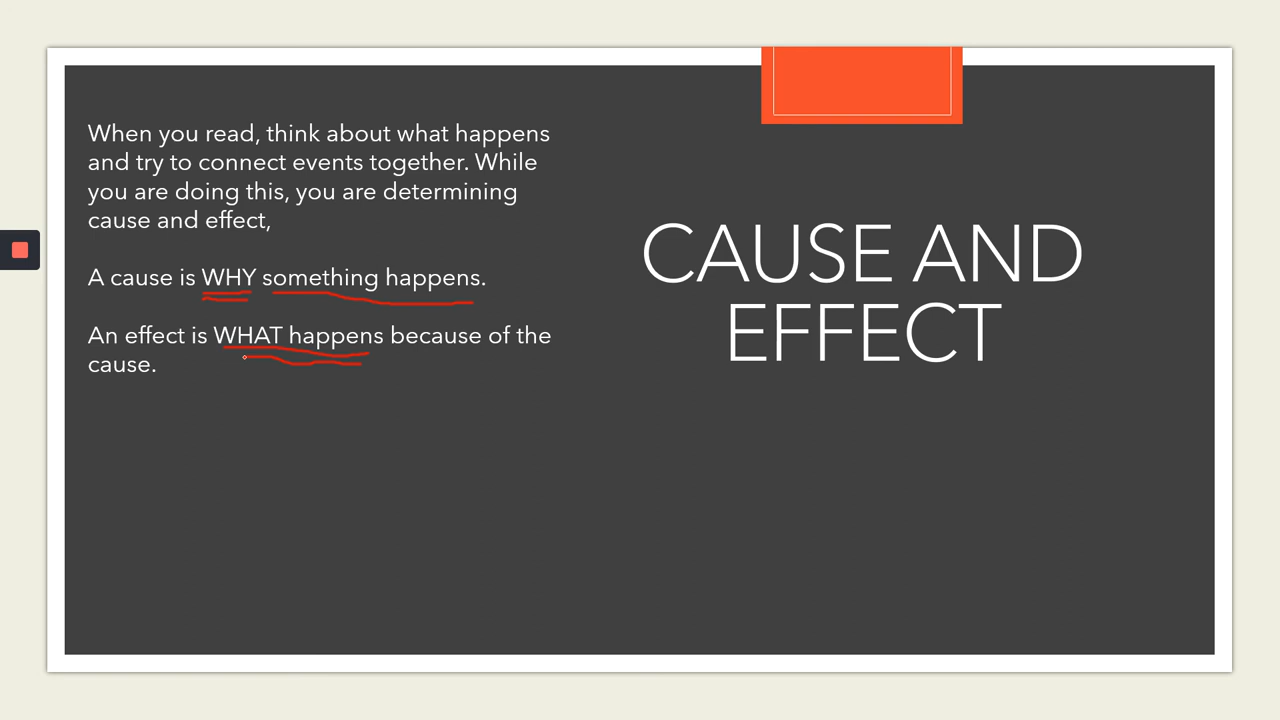 When you read, think about what happens
and try to connect events together. While
you are doing this, you are determining
cause and effect,
A cause is WHY something happens.
An effect is WHAT happens because of the
cause.
CAUSE AND
EFFECT